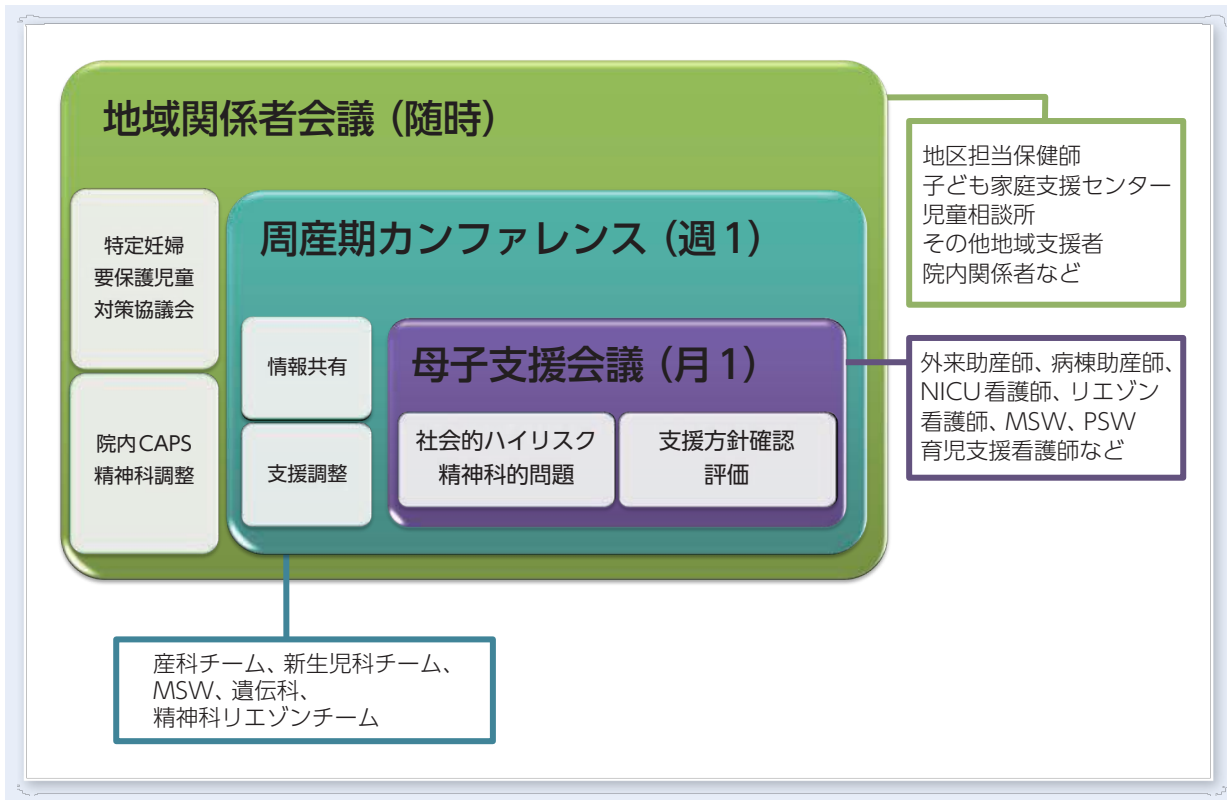 地域関係者会議（随時）
特定妊婦
要保護児童
対策協議会
院内CAPS
精神科調整
周産期カンファレンス（週1）
情報共有
支援調整
母子支援会議（月1）
社会的ハイリスク
精神科的問題
支援方針確認
評価
地区担当保健師
子ども家庭支援センター
児童相談所
その他地域支援者
院内関係者など
外来助産師、病棟助産師、
NICU看護師、リエゾン
看護師、MSW、PSW
育児支援看護師など
産科チーム、新生児科チーム、
MSW、遺伝科、
精神科リエゾンチーム